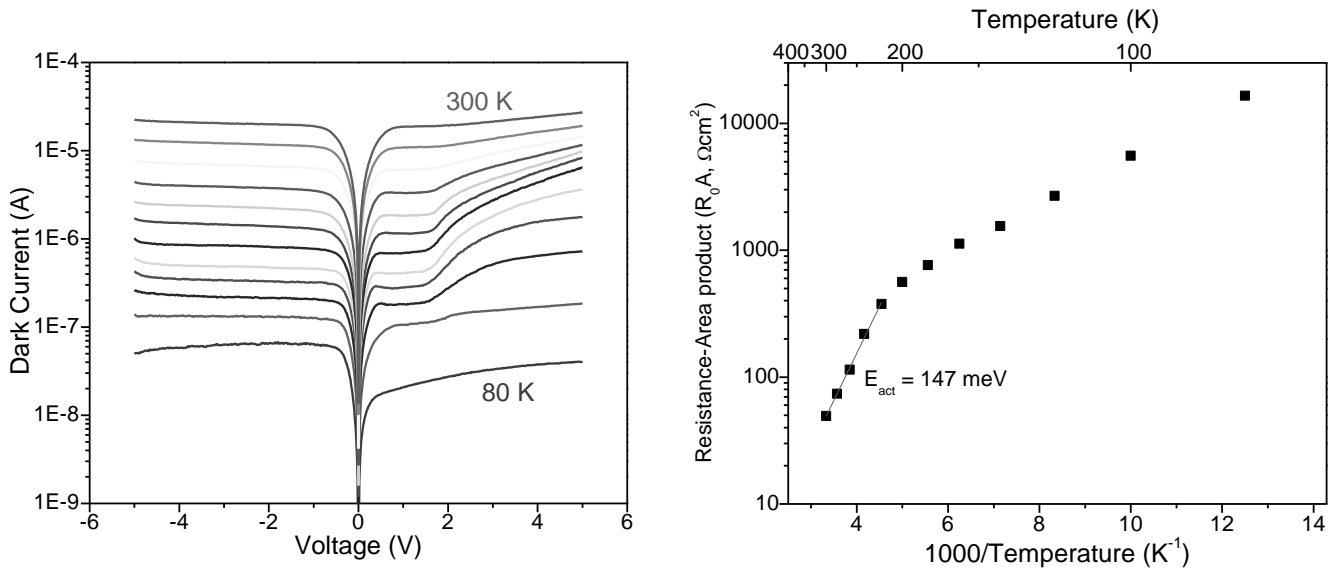 1E-4
1E-5
1E-6
1E-7
1E-8
1E-9
Dark Current (A)
300 K
80 K
-6 -4 -2 0 2 4 6
Voltage (V)
Temperature (K)
400 300 200 100
10000
1000
100
10
Resistance-Area product (R₀A, Ωcm²)
E_act = 147 meV
4 6 8 10 12 14
1000/Temperature (K⁻¹)